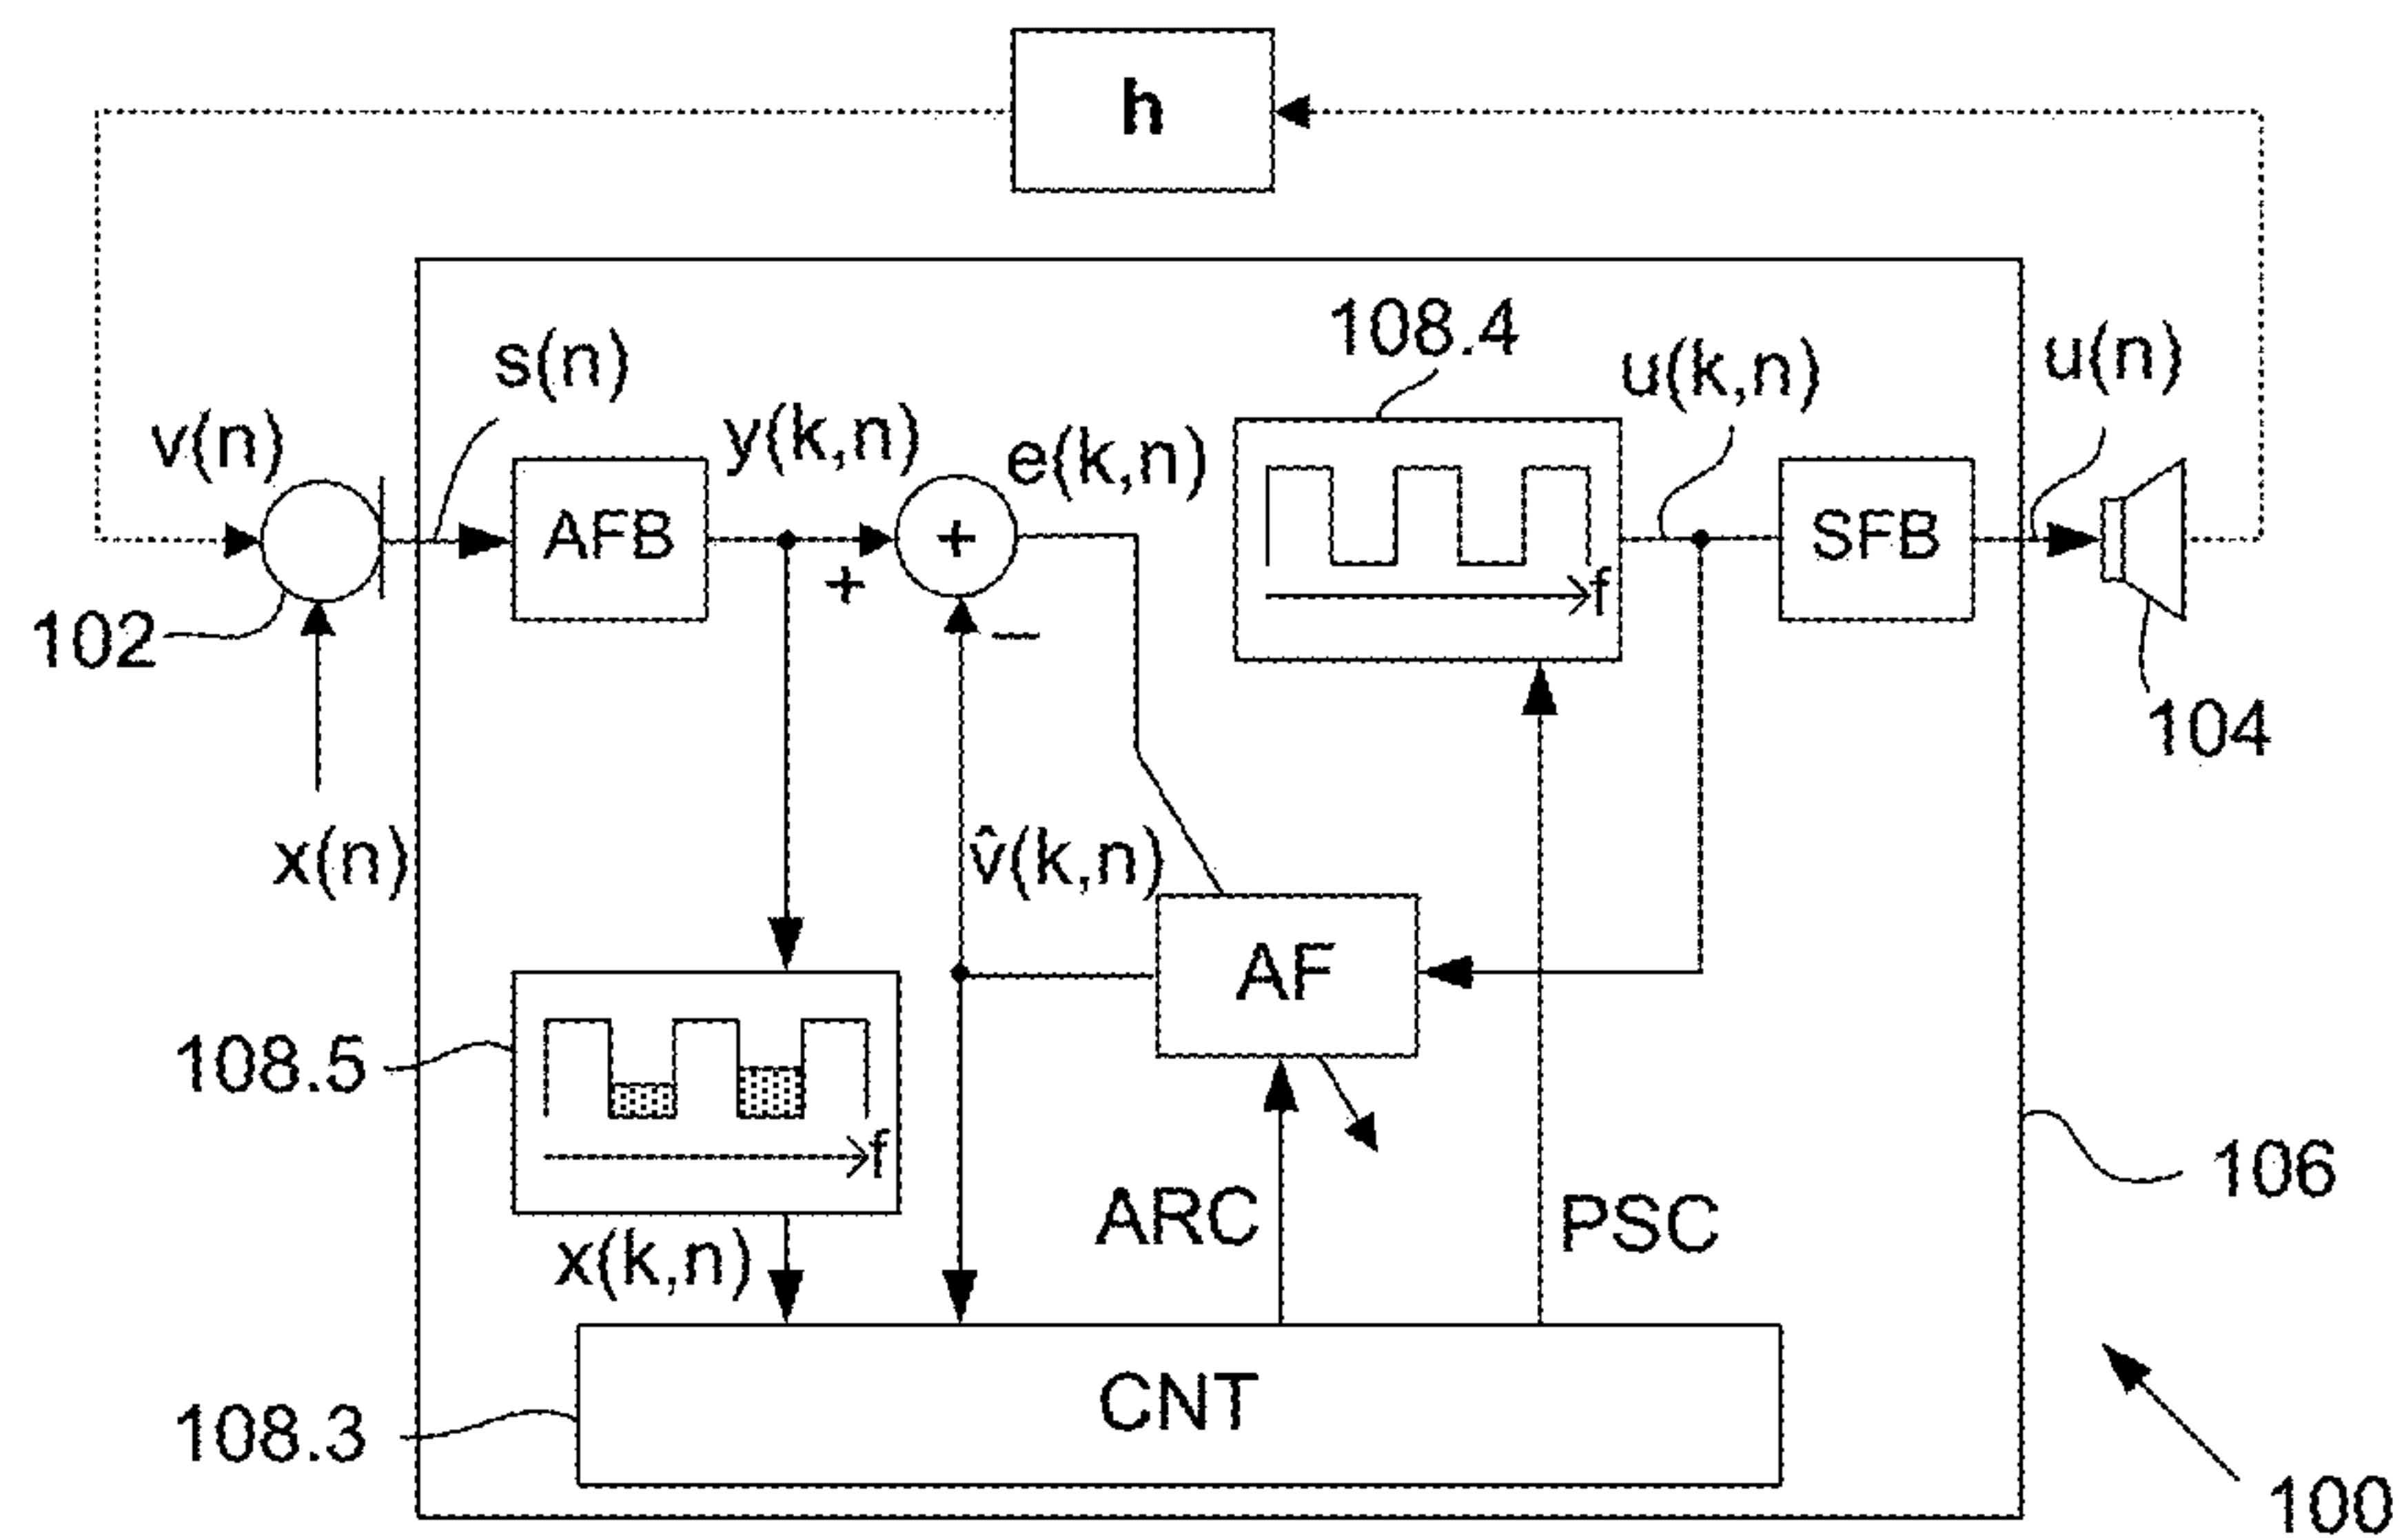 h
108.4
s(n)
u(k,n)
u(n)
v(n)
y(k,n)
e(k,n)
AFB
+
+
−
f
SFB
102
104
x(n)
v̂(k,n)
AF
108.5
f
ARC
PSC
106
x(k,n)
CNT
108.3
100